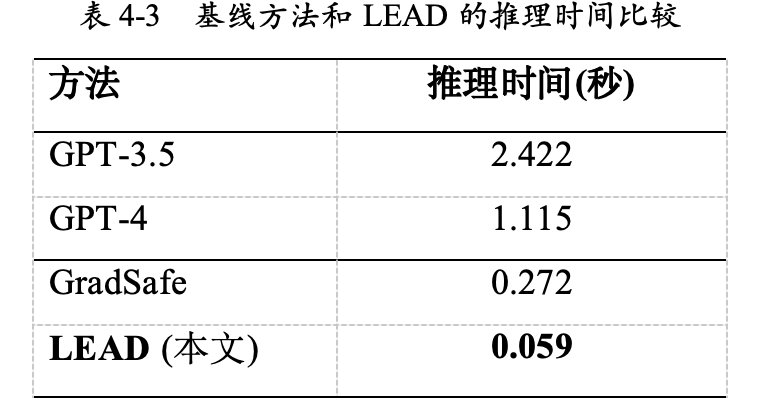 表 4-3 基线方法和 LEAD 的推理时间比较
方法 推理时间(秒)
GPT-3.5 2.422
GPT-4 1.115
GradSafe 0.272
LEAD (本文) 0.059